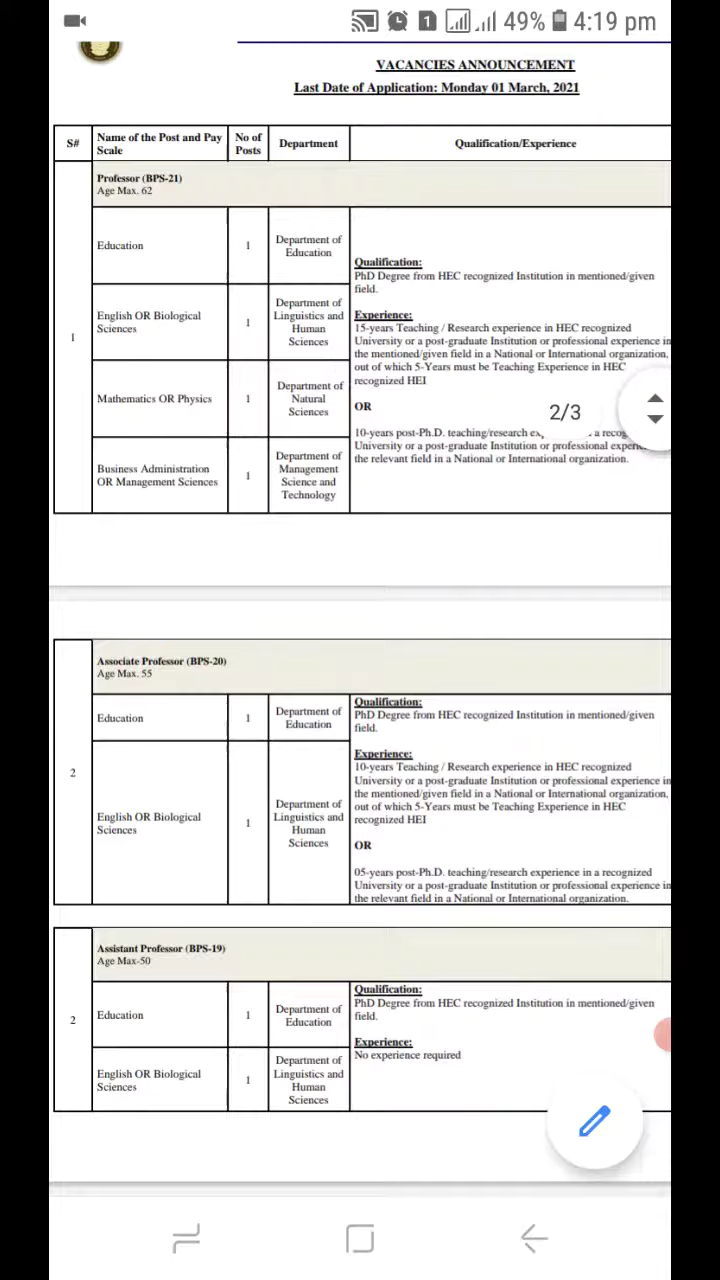 49% 4:19 pm
VACANCIES ANNOUNCEMENT
Last Date of Application: Monday 01 March, 2021
S#
Name of the Post and Pay
Scale
No of
Posts
Department
Qualification/Experience
1
Professor (BPS-21)
Age Max. 62
Education
1
Department of
Education
English OR Biological
Sciences
1
Department of
Linguistics and
Human
Sciences
Mathematics OR Physics
1
Department of
Natural
Sciences
Business Administration
OR Management Sciences
1
Department of
Management
Science and
Technology
Qualification:
PhD Degree from HEC recognized Institution in mentioned/given
field.
Experience:
15-years Teaching / Research experience in HEC recognized
University or a post-graduate Institution or professional experience in
the mentioned/given field in a National or International organization,
out of which 5-Years must be Teaching Experience in HEC
recognized HEI
OR
10-years post-Ph.D. teaching/research a
University or a post-graduate Institution or professional
the relevant field in a National or International organization.
2/3
2
Associate Professor (BPS-20)
Age Max. 55
Education
1
Department of
Education
English OR Biological
Sciences
1
Department of
Linguistics and
Human
Sciences
Qualification:
PhD Degree from HEC recognized Institution in mentioned/given
field.
Experience:
10-years Teaching / Research experience in HEC recognized
University or a post-graduate Institution or professional experience in
the mentioned/given field in a National or International organization,
out of which 5-Years must be Teaching Experience in HEC
recognized HEI
OR
05-years post-Ph.D. teaching/research experience in a recognized
University or a post-graduate Institution or professional experience in
the relevant field in a National or International organization.
2
Assistant Professor (BPS-19)
Age Max-50
Education
1
Department of
Education
English OR Biological
Sciences
1
Department of
Linguistics and
Human
Sciences
Qualification:
PhD Degree from HEC recognized Institution in mentioned/given
field.
Experience:
No experience required